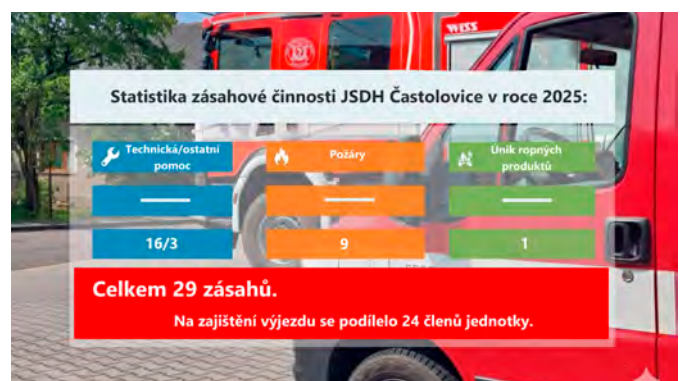 WISS
Statistika zásahové činnosti JSDH Častolovice v roce 2025:
Technická/ostatní
pomoc
Požáry
Únik ropných
produktů
16/3
9
1
Celkem 29 zásahů.
Na zajištění výjezdu se podílelo 24 členů jednotky.